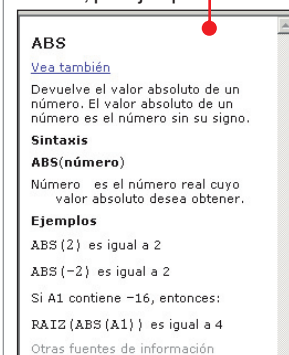 ABS
Vea también
Devuelve el valor absoluto de un
número. El valor absoluto de un
número es el número sin su signo.
Sintaxis
ABS(número)
Número es el número real cuyo
valor absoluto desea obtener.
Ejemplos
ABS(2) es igual a 2
ABS(-2) es igual a 2
Si A1 contiene -16, entonces:
RAIZ(ABS(A1)) es igual a 4
Otras fuentes de información